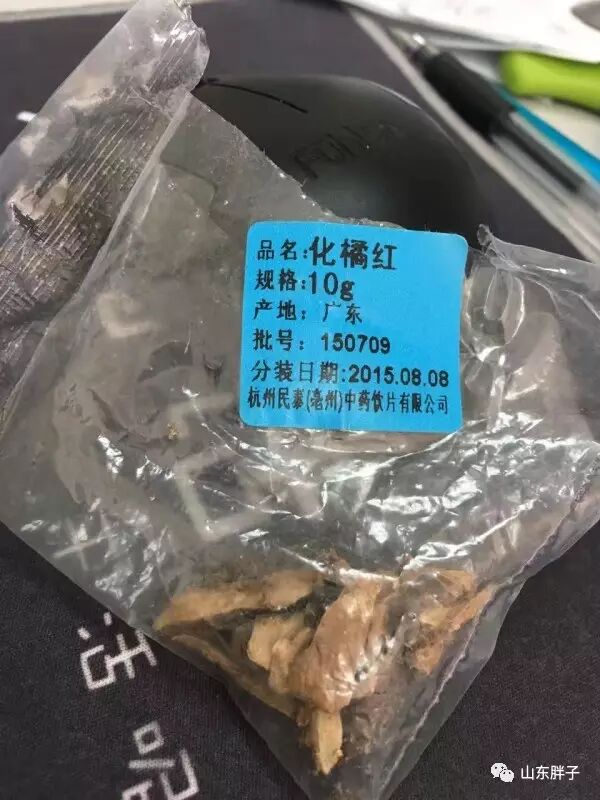 品名:化橘红
规格:10g
产地：广东
批号：150709
分装日期:2015.08.08
杭州民泰(亳州)中药饮片有限公司
山东胖子